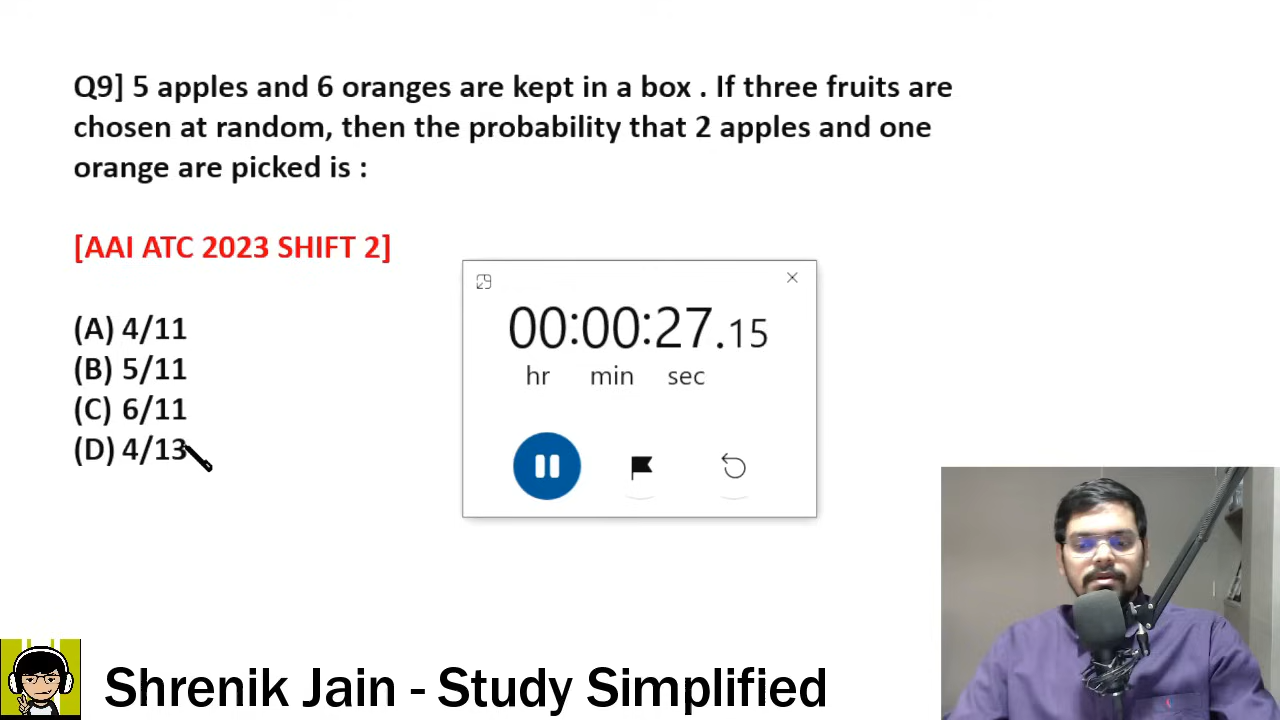 Q9] 5 apples and 6 oranges are kept in a box . If three fruits are
chosen at random, then the probability that 2 apples and one
orange are picked is :
[AAI ATC 2023 SHIFT 2]
(A) 4/11
(B) 5/11
(C) 6/11
(D) 4/13
00:00:27.15
hr min sec
Shrenik Jain - Study Simplified